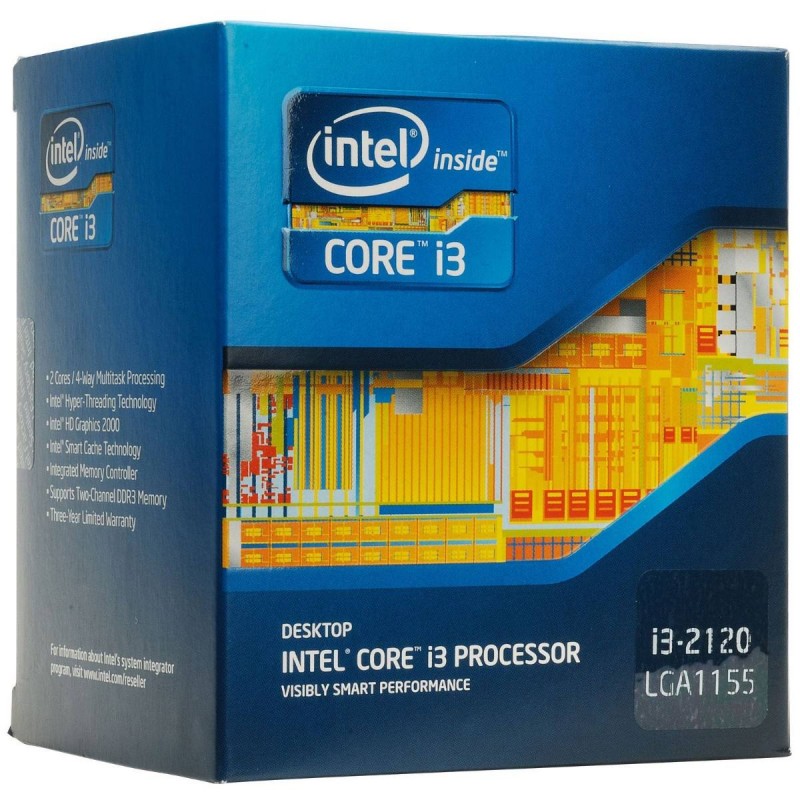 intel® inside™
CORE i3
• 2 Cores / 4-Way Multitask Processing
• Intel® Hyper-Threading Technology
• Intel® HD Graphics 2000
• Intel® Smart Cache Technology
• Integrated Memory Controller
• Supports Two-Channel DDR3 Memory
• Three-Year Limited Warranty
For information about Intel's system integrator
program, visit www.intel.com/reseller
intel® inside™
CORE™ i3
DESKTOP
INTEL® CORE™ i3 PROCESSOR
VISIBLY SMART PERFORMANCE
i3-2120
LGA1155